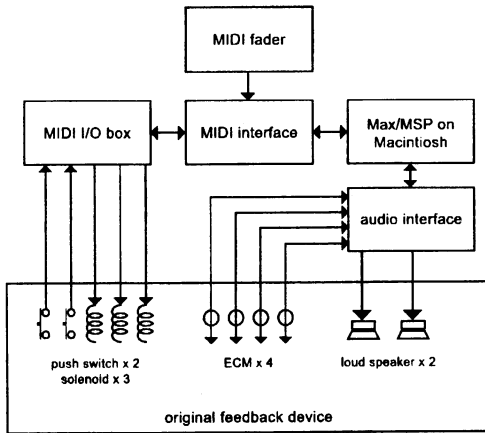 MIDI fader
MIDI I/O box
MIDI interface
Max/MSP on
Macintiosh
audio interface
push switch x 2
solenoid x 3
ECM x 4
loud speaker x 2
original feedback device